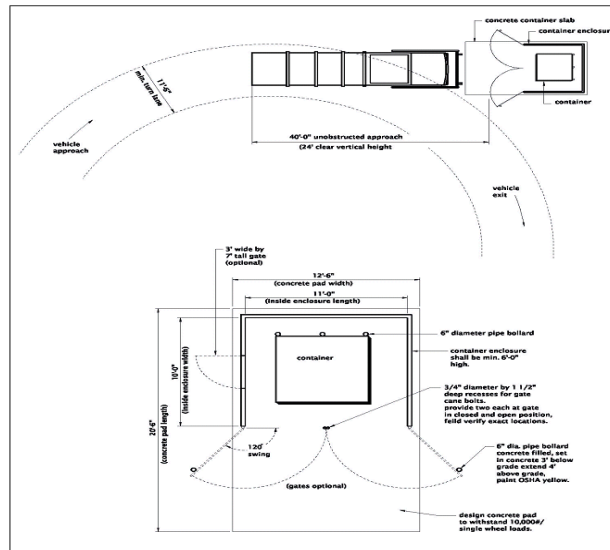 concrete container slab
container enclosure
11'-6"
min. turn lane
container
40'-0" unobstructed approach
(24' clear vertical height
vehicle
approach
vehicle
exit
3' wide by
7' tall gate
(optional)
12'-6"
(concrete pad width)
11'-0"
(inside enclosure length)
6" diameter pipe bollard
container
container enclosure
shall be min. 6'-0"
high.
10'-0"
(inside enclosure width)
20'-6"
(concrete pad length)
3/4" diameter by 1 1/2"
deep recesses for gate
cane bolts.
provide two each at gate
in closed and open position,
feild verify exact locations.
120°
swing
6" dia. pipe bollard
concrete filled, set
in concrete 3' below
grade extend 4'
above grade,
paint OSHA yellow.
(gates optional)
design concrete pad
to withstand 10,000#/
single wheel loads.